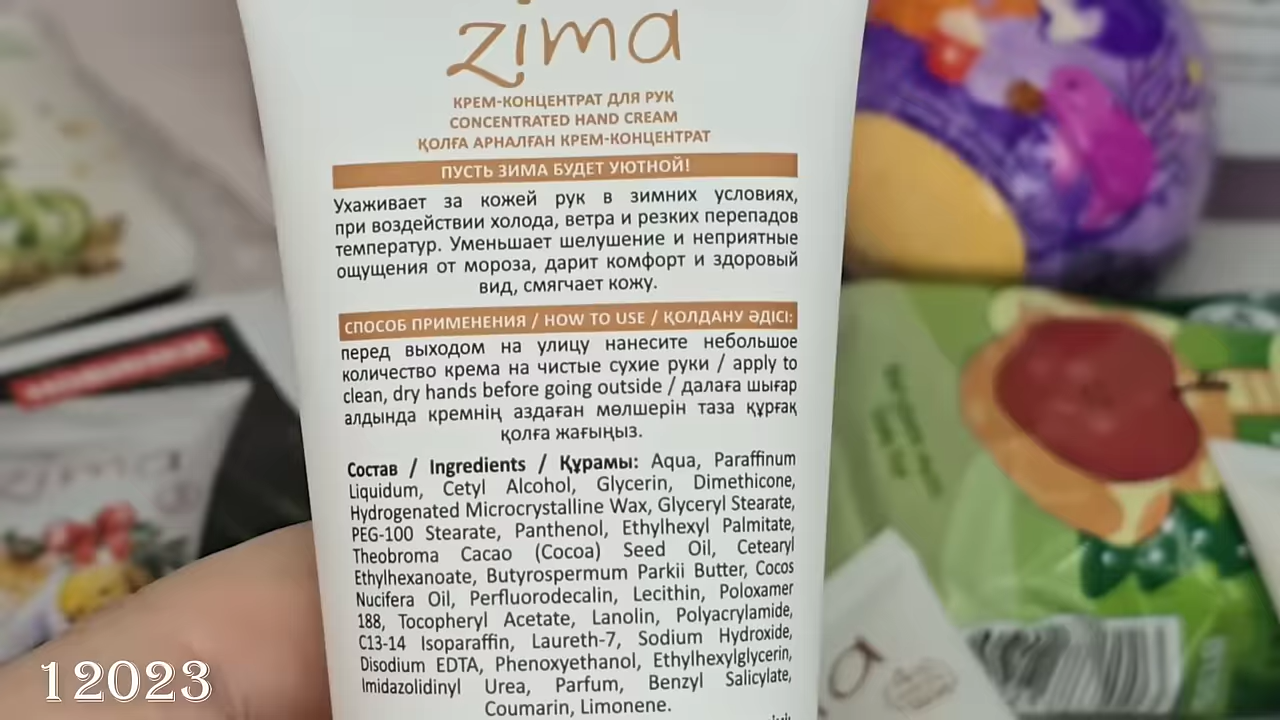 zima
КРЕМ-КОНЦЕНТРАТ ДЛЯ РУК
CONCENTRATED HAND CREAM
ҚОЛҒА АРНАЛҒАН КРЕМ-КОНЦЕНТРАТ
ПУСТЬ ЗИМА БУДЕТ УЮТНОЙ!
Ухаживает за кожей рук в зимних условиях,
при воздействии холода, ветра и резких перепадов
температур. Уменьшает шелушение и неприятные
ощущения от мороза, дарит комфорт и здоровый
вид, смягчает кожу.
СПОСОБ ПРИМЕНЕНИЯ / HOW TO USE / ҚОЛДАНУ ӘДІСІ:
перед выходом на улицу нанесите небольшое
количество крема на чистые сухие руки / apply to
clean, dry hands before going outside / далаға шығар
алдында кремнің аздаған мөлшерін таза құрғақ
қолға жағыңыз.
Состав / Ingredients / Құрамы: Aqua, Paraffinum
Liquidum, Cetyl Alcohol, Glycerin, Dimethicone,
Hydrogenated Microcrystalline Wax, Glyceryl Stearate,
PEG-100 Stearate, Panthenol, Ethylhexyl Palmitate,
Theobroma Cacao (Cocoa) Seed Oil, Cetearyl
Ethylhexanoate, Butyrospermum Parkii Butter, Cocos
Nucifera Oil, Perfluorodecalin, Lecithin, Poloxamer
188, Tocopheryl Acetate, Lanolin, Polyacrylamide,
C13-14 Isoparaffin, Laureth-7, Sodium Hydroxide,
Disodium EDTA, Phenoxyethanol, Ethylhexylglycerin,
Imidazolidinyl Urea, Parfum, Benzyl Salicylate,
Coumarin, Limonene.
zima
12023